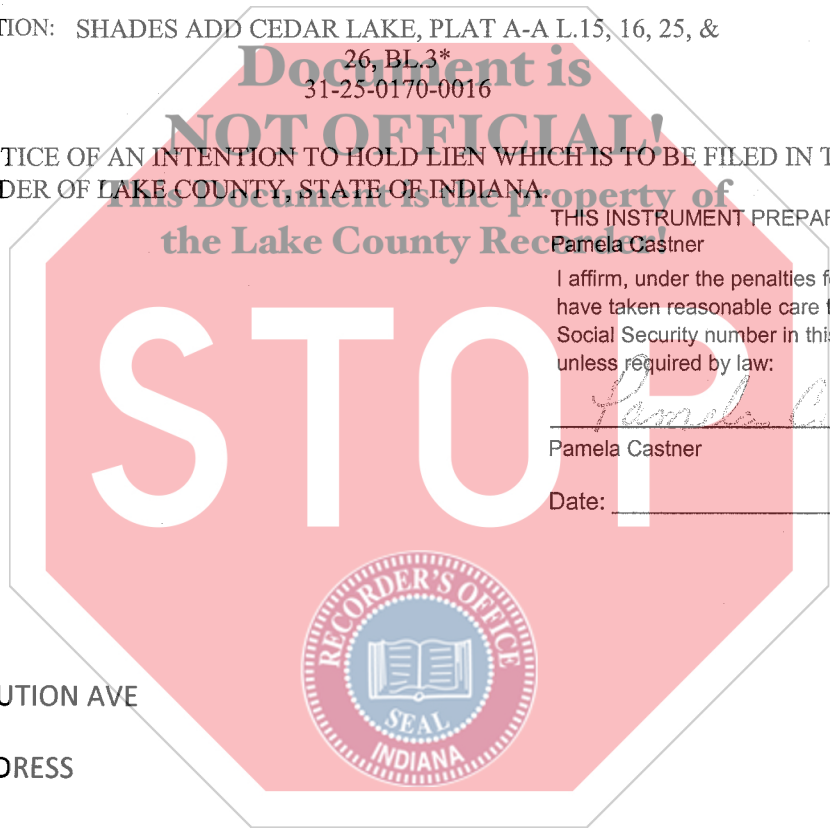 TION: SHADES ADD CEDAR LAKE, PLAT A-A L.15, 16, 25, &
26, BL.3*
Document is
31-25-0170-0016
NOT OFFICIAL!
TICE OF AN INTENTION TO HOLD LIEN WHICH IS TO BE FILED IN T
DER OF LAKE COUNTY, STATE OF INDIANA.
This Document is the property of
the Lake County Recorder!
THIS INSTRUMENT PREPAR
Pamela Castner
I affirm, under the penalties f
have taken reasonable care t
Social Security number in this
unless required by law:
Pamela C
Pamela Castner
Date:
STOP
RECORDER'S OFFICE
SEAL
INDIANA
UTION AVE
DRESS